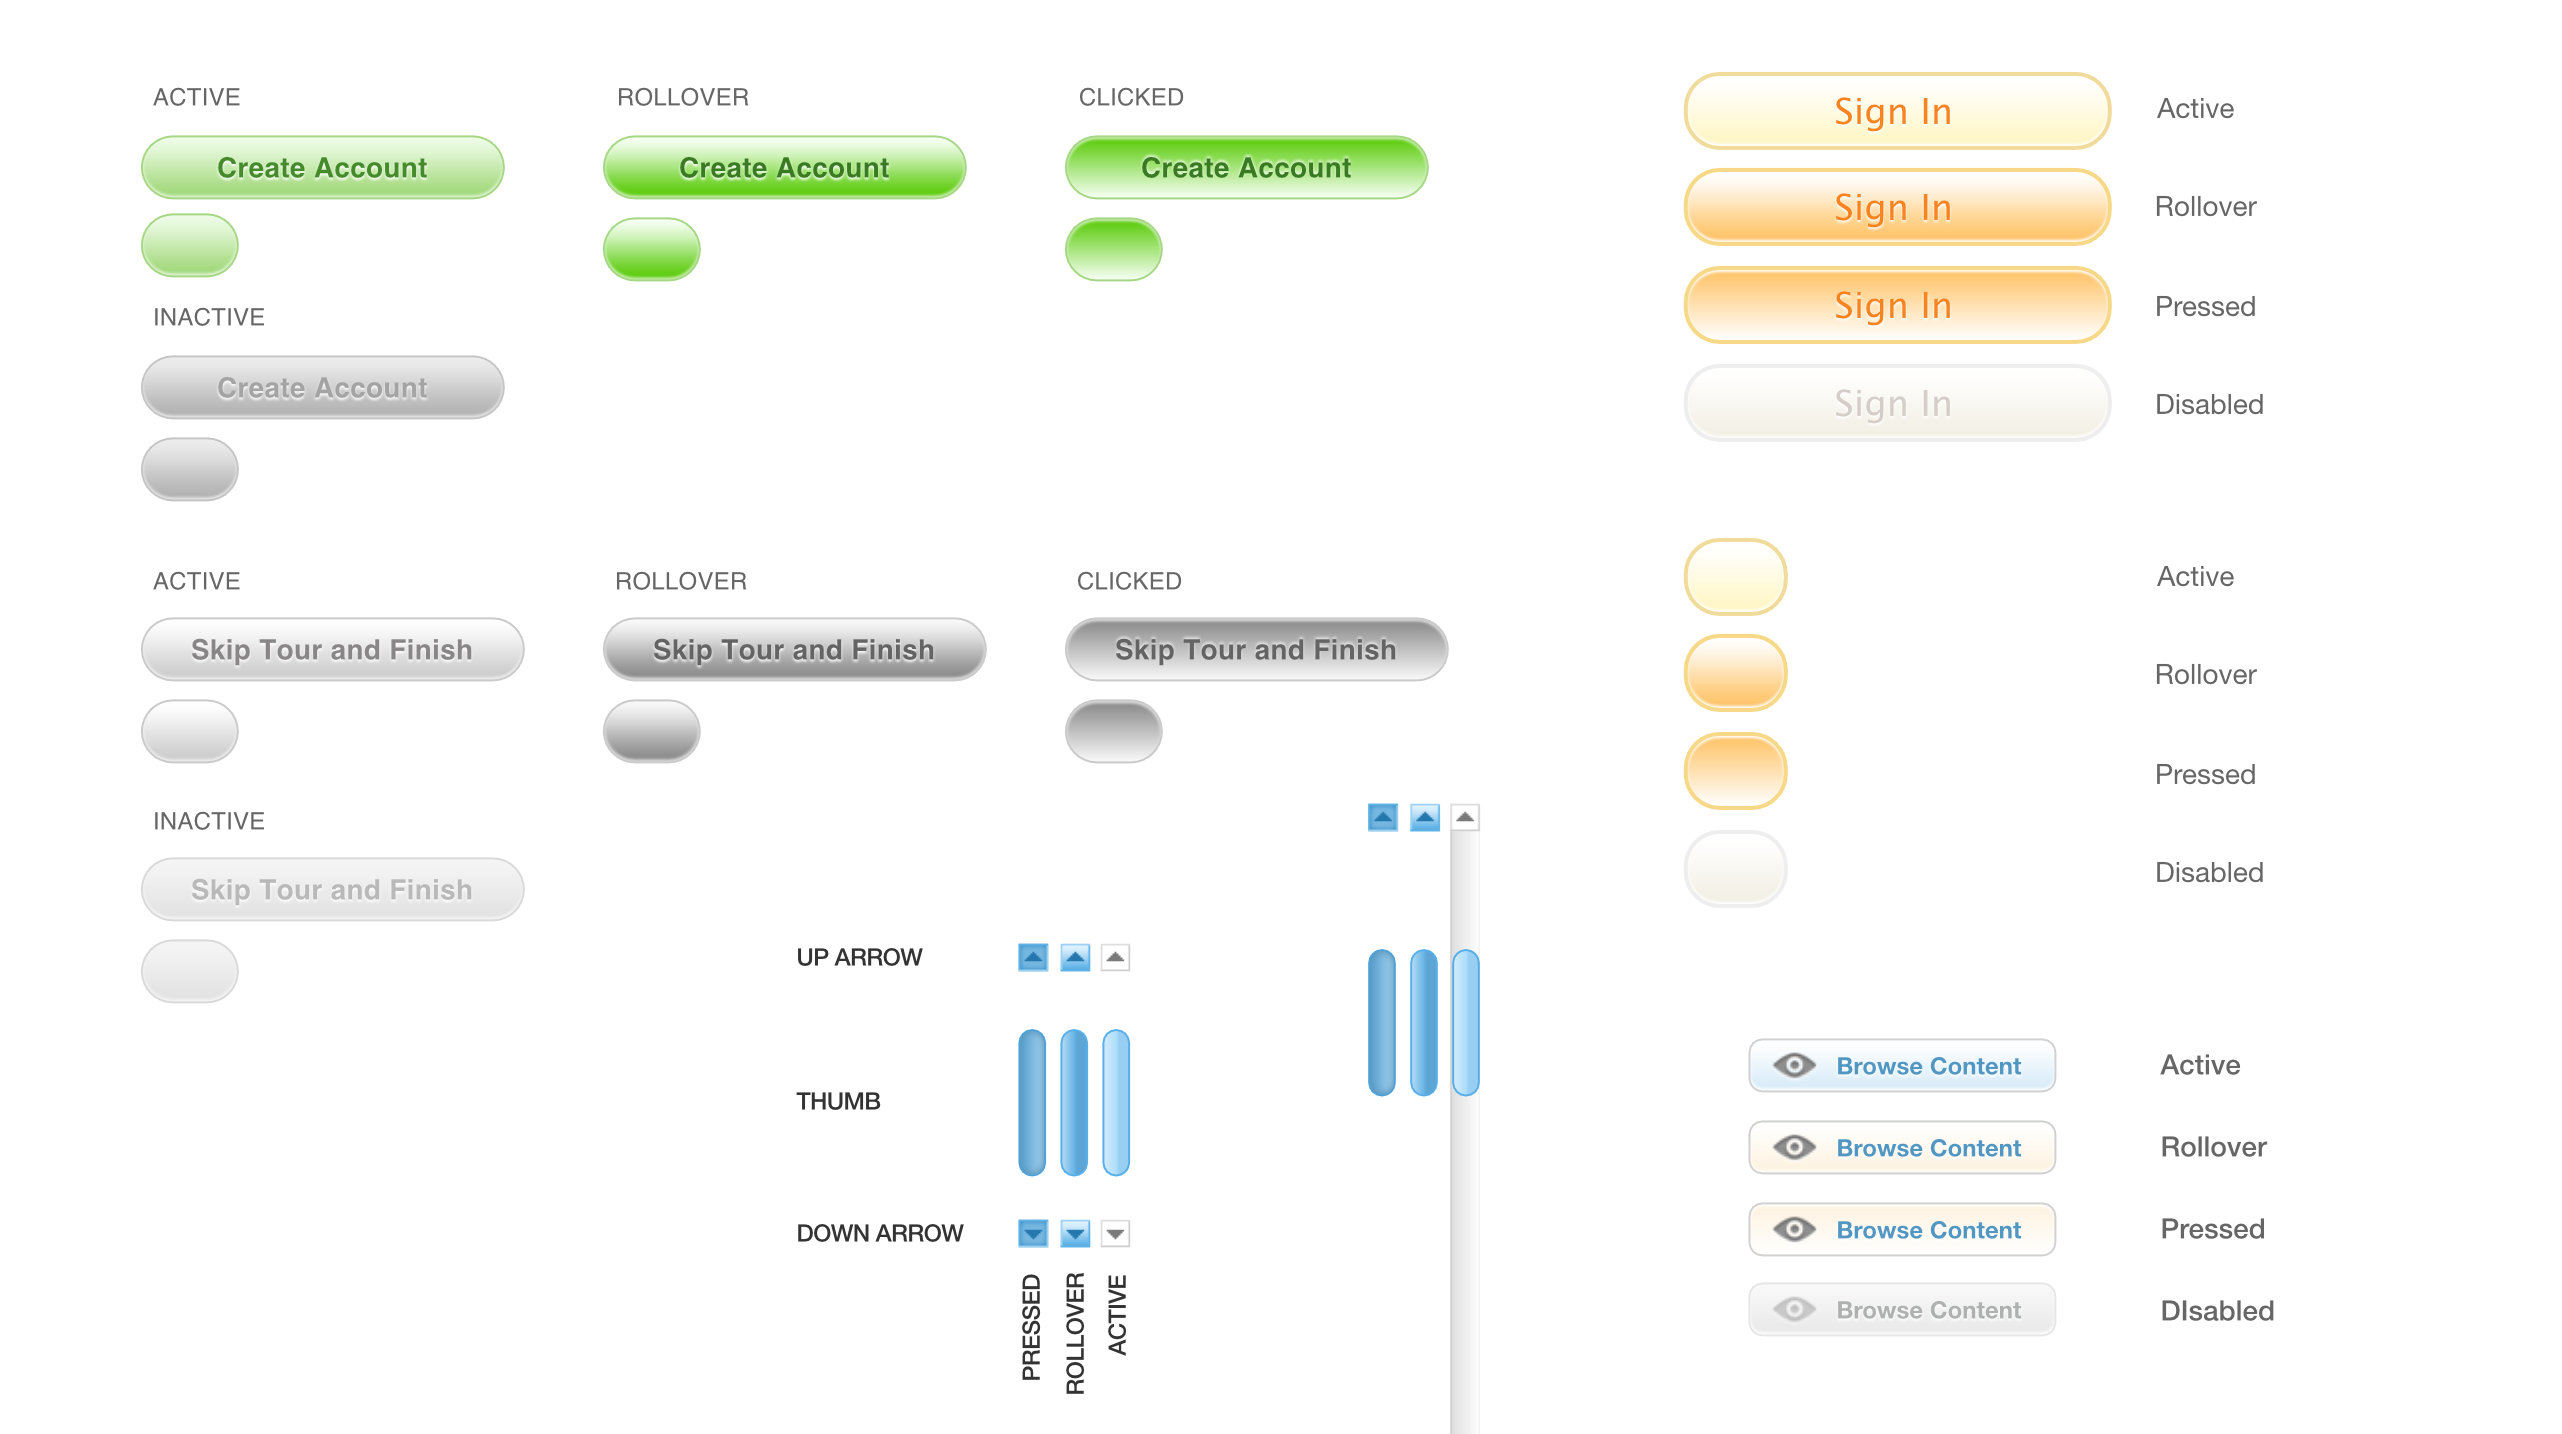 ACTIVE
ROLLOVER
CLICKED
Create Account
Create Account
Create Account
INACTIVE
Create Account
ACTIVE
ROLLOVER
CLICKED
Skip Tour and Finish
Skip Tour and Finish
Skip Tour and Finish
INACTIVE
Skip Tour and Finish
UP ARROW
THUMB
DOWN ARROW
PRESSED
ROLLOVER
ACTIVE
Sign In
Active
Sign In
Rollover
Sign In
Pressed
Sign In
Disabled
Active
Rollover
Pressed
Disabled
Browse Content
Active
Browse Content
Rollover
Browse Content
Pressed
Browse Content
DIsabled